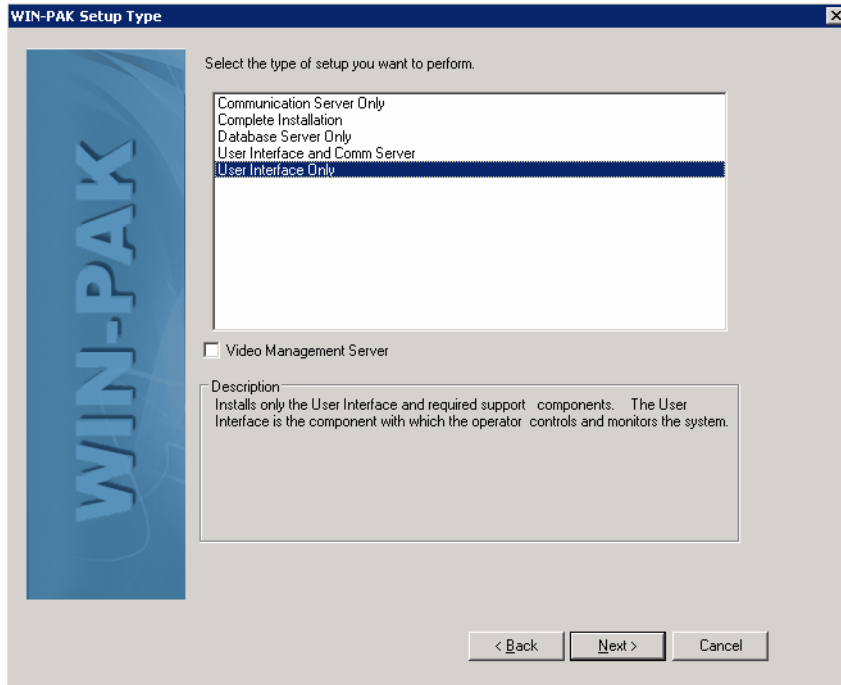 WIN-PAK Setup Type
WIN-PAK
Select the type of setup you want to perform.
Communication Server Only
Complete Installation
Database Server Only
User Interface and Comm Server
User Interface Only
Video Management Server
Description
Installs only the User Interface and required support components. The User
Interface is the component with which the operator controls and monitors the system.
< Back
Next >
Cancel